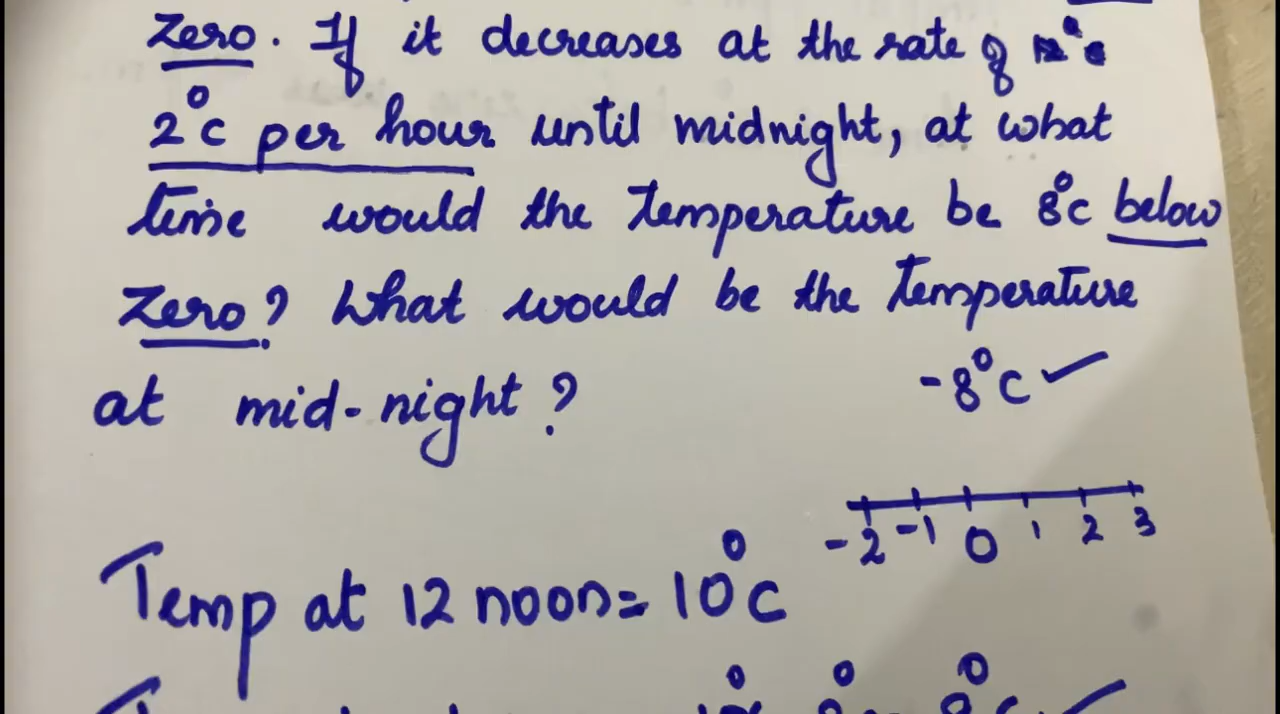 Zero. If it decreases at the rate of
2°c per hour until midnight, at what
time would the temperature be 8°c below
Zero? What would be the temperature
at mid-night?
-8°c ✓
-2 -1 0 1 2 3
Temp at 12 noon = 10°c